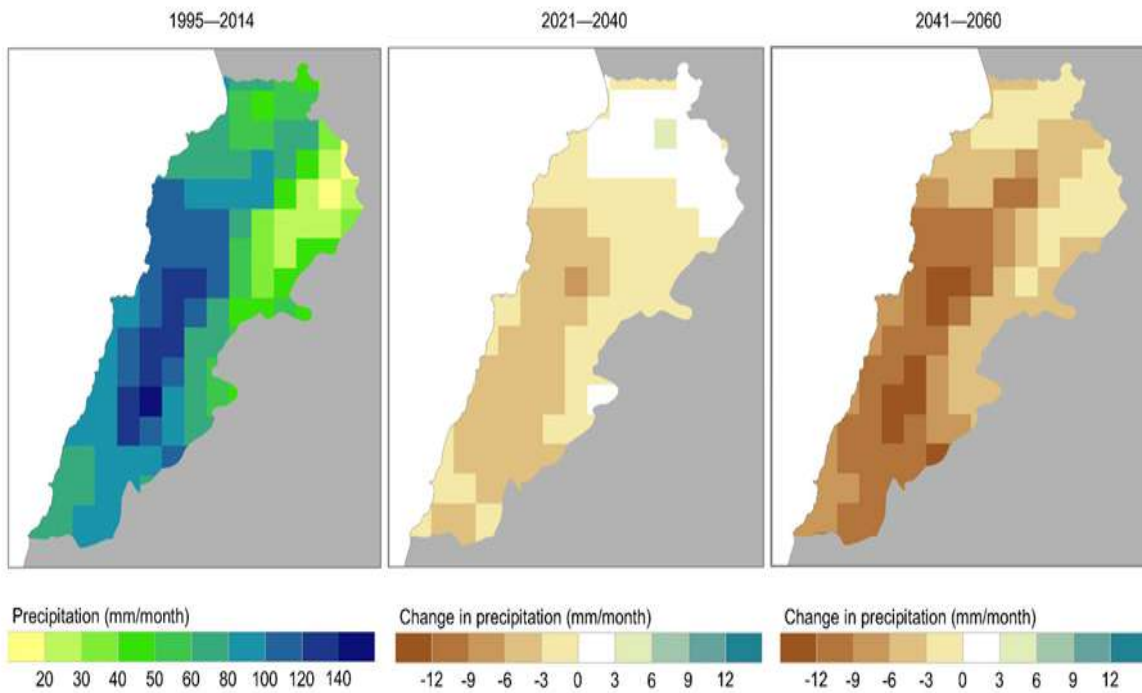 1995—2014
2021—2040
2041—2060
Precipitation (mm/month)
20 30 40 60 80 100 120 140
Change in precipitation (mm/month)
-12 -9 -6 -3 0 3 6 9 12
Change in precipitation (mm/month)
-12 -9 -6 -3 0 3 6 9 12